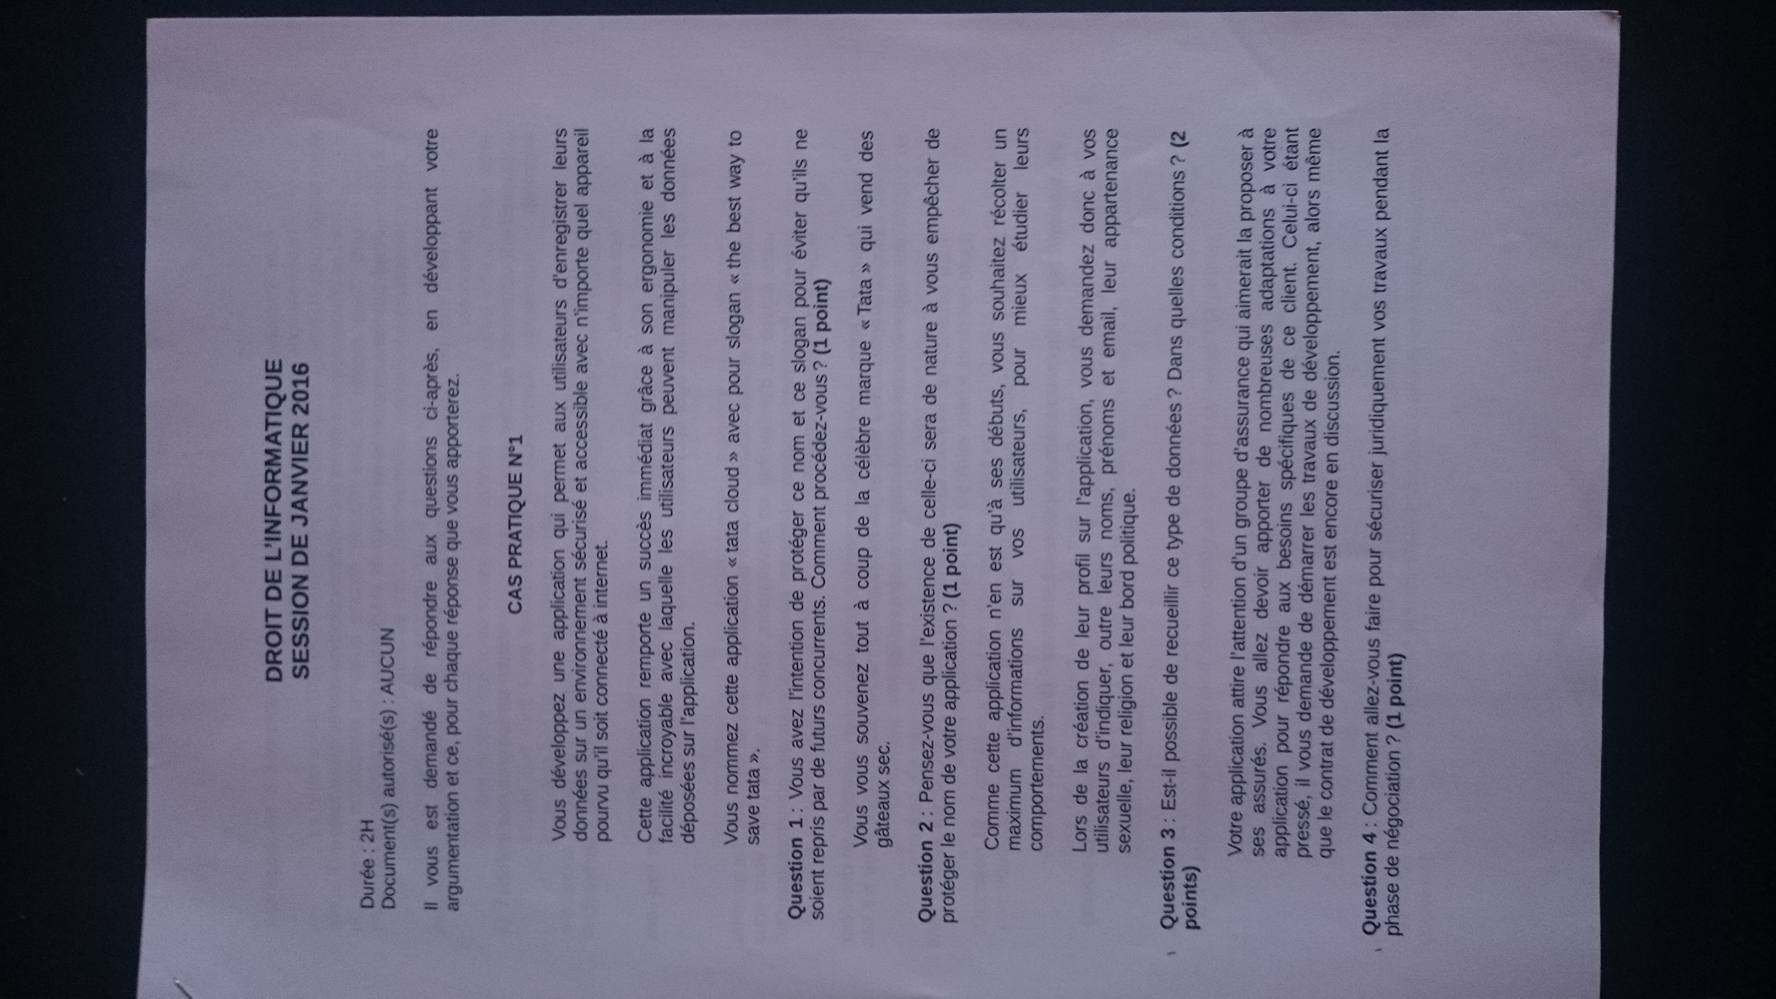 DROIT DE L'INFORMATIQUE
SESSION DE JANVIER 2016
Durée : 2H
Document(s) autorisé(s) : AUCUN
Il vous est demandé de répondre aux questions ci-après, en développant votre
argumentation et ce, pour chaque réponse que vous apporterez.
CAS PRATIQUE N°1
Vous développez une application qui permet aux utilisateurs d'enregistrer leurs
données sur un environnement sécurisé et accessible avec n'importe quel appareil
pourvu qu'il soit connecté à internet.
Cette application remporte un succès immédiat grâce à son ergonomie et à la
facilité incroyable avec laquelle les utilisateurs peuvent manipuler les données
déposées sur l'application.
Vous nommez cette application « tata cloud » avec pour slogan « the best way to
save tata ».
Question 1 : Vous avez l'intention de protéger ce nom et ce slogan pour éviter qu'ils ne
soient repris par de futurs concurrents. Comment procédez-vous ? (1 point)
Vous vous souvenez tout à coup de la célèbre marque « Tata » qui vend des
gâteaux sec.
Question 2 : Pensez-vous que l'existence de celle-ci sera de nature à vous empêcher de
protéger le nom de votre application ? (1 point)
Comme cette application n'en est qu'à ses débuts, vous souhaitez récolter un
maximum d'informations sur vos utilisateurs, pour mieux étudier leurs
comportements.
Lors de la création de leur profil sur l'application, vous demandez donc à vos
utilisateurs d'indiquer, outre leurs noms, prénoms et email, leur appartenance
sexuelle, leur religion et leur bord politique.
Question 3 : Est-il possible de recueillir ce type de données ? Dans quelles conditions ? (2
points)
Votre application attire l'attention d'un groupe d'assurance qui aimerait la proposer à
ses assurés. Vous allez devoir apporter de nombreuses adaptations à votre
application pour répondre aux besoins spécifiques de ce client. Celui-ci étant
pressé, il vous demande de démarrer les travaux de développement, alors même
que le contrat de développement est encore en discussion.
Question 4 : Comment allez-vous faire pour sécuriser juridiquement vos travaux pendant la
phase de négociation ? (1 point)